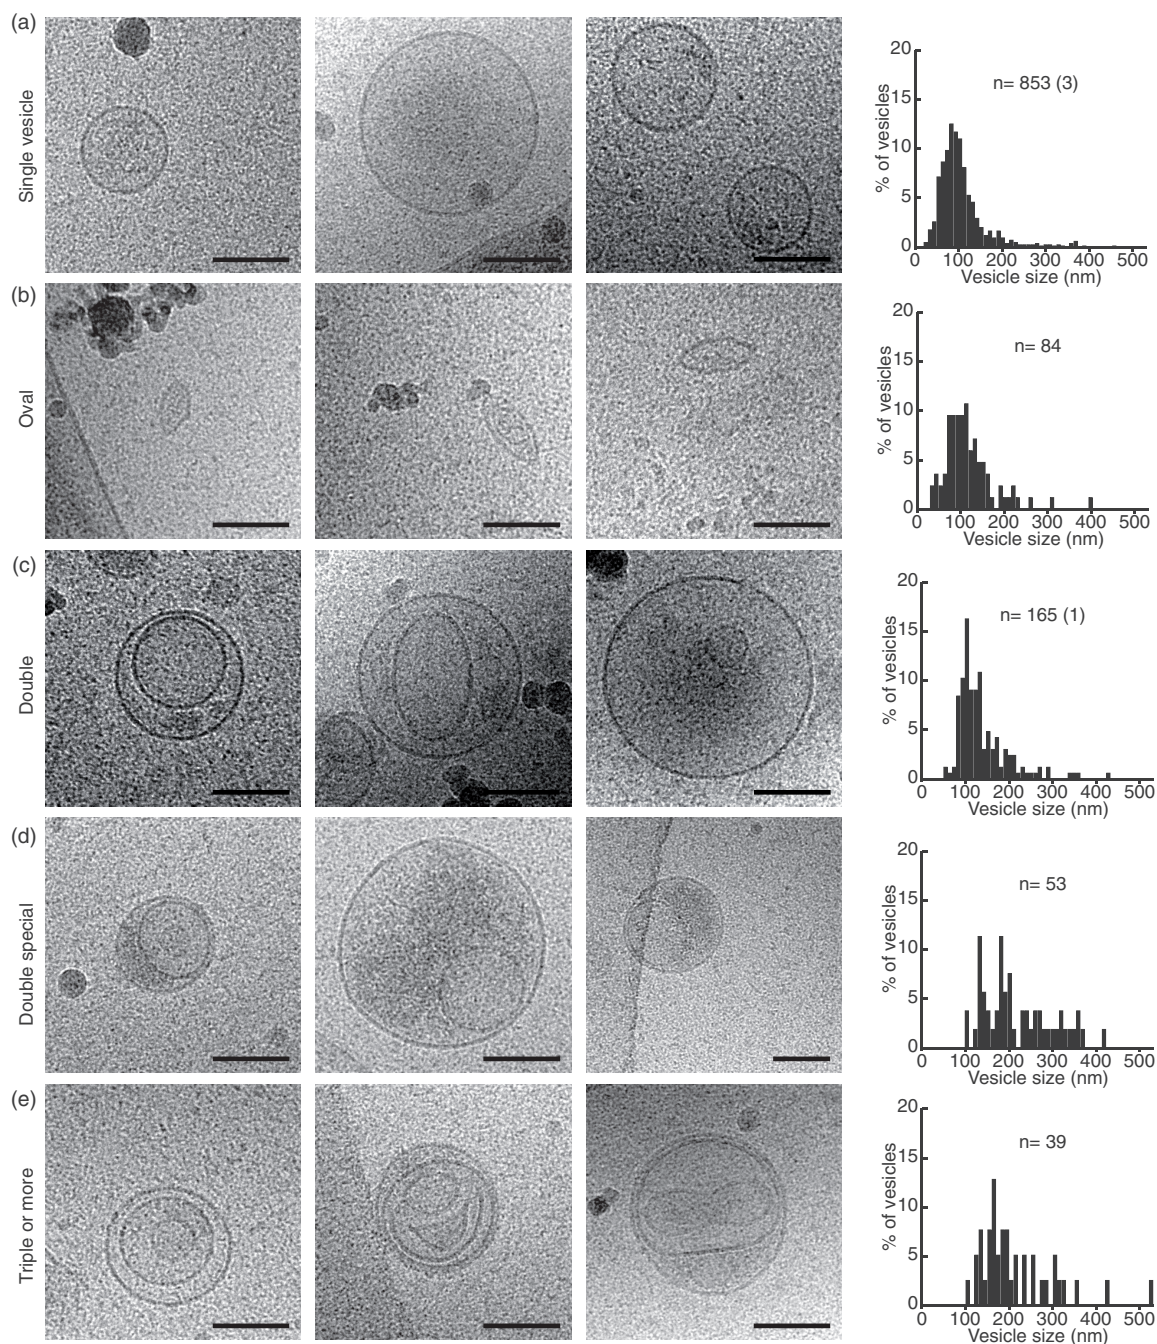 (a)
Single vesicle
20
15
10
5
0
% of vesicles
n= 853 (3)
0 100 200 300 400 500
Vesicle size (nm)
(b)
Oval
20
15
10
5
0
% of vesicles
n= 84
0 100 200 300 400 500
Vesicle size (nm)
(c)
Double
20
15
10
5
0
% of vesicles
n= 165 (1)
0 100 200 300 400 500
Vesicle size (nm)
(d)
Double special
20
15
10
5
0
% of vesicles
n= 53
0 100 200 300 400 500
Vesicle size (nm)
(e)
Triple or more
20
15
10
5
0
% of vesicles
n= 39
0 100 200 300 400 500
Vesicle size (nm)